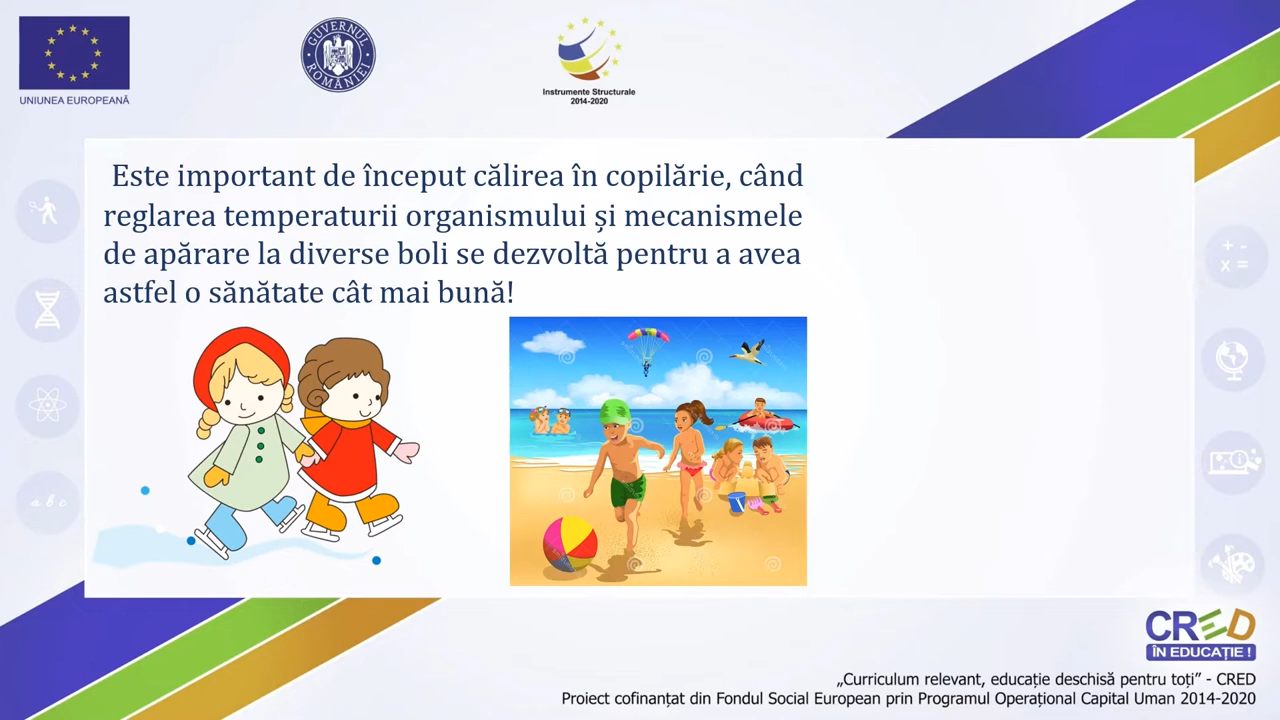 UNIUNEA EUROPEANĂ
GUVERNUL ROMÂNIEI
Instrumente Structurale
2014-2020
Este important de început călirea în copilărie, când
reglarea temperaturii organismului și mecanismele
de apărare la diverse boli se dezvoltă pentru a avea
astfel o sănătate cât mai bună!
+ -
x =
a b c
CRED
ÎN EDUCAȚIE !
„Curriculum relevant, educație deschisă pentru toți” - CRED
Proiect cofinanțat din Fondul Social European prin Programul Operațional Capital Uman 2014-2020